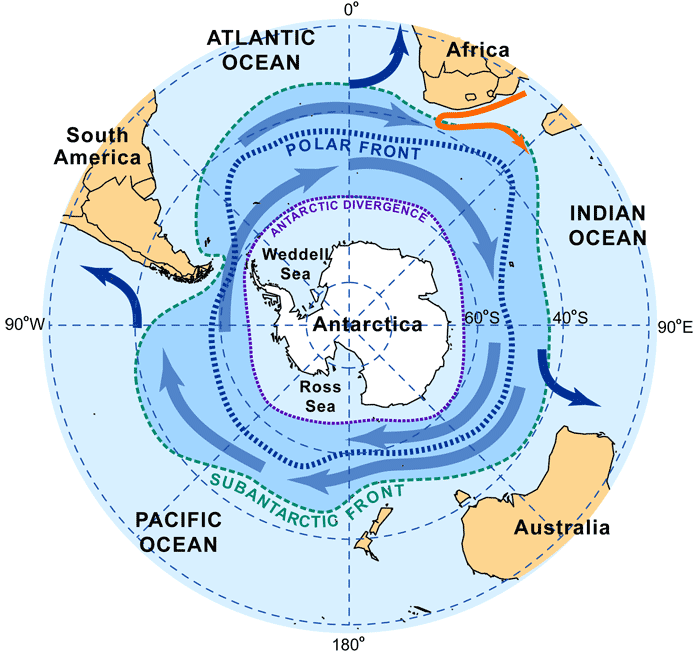 0°
ATLANTIC
OCEAN
Africa
South
America
POLAR FRONT
ANTARCTIC DIVERGENCE
INDIAN
OCEAN
Weddell
Sea
90°W
Antarctica
60°S
40°S
90°E
Ross
Sea
SUBANTARCTIC FRONT
PACIFIC
OCEAN
Australia
180°